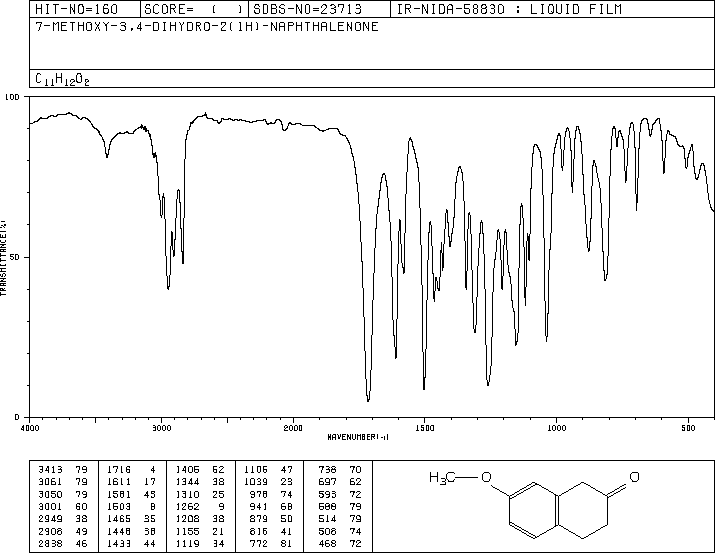 HIT-NO=160 SCORE= ( ) SDBS-NO=23713 IR-NIDA-58830 : LIQUID FILM
7-METHOXY-3,4-DIHYDRO-2(1H)-NAPHTHALENONE
C11H12O2
100
50
0
TRANSMITTANCE(%)
4000 3000 2000 1500 1000 500
WAVENUMBER(-1)
3413 79 1716 4 1406 62 1106 47 738 70
3061 79 1611 17 1344 38 1039 23 697 62
3050 79 1581 43 1310 25 978 74 593 72
3001 60 1503 8 1262 9 941 68 588 79
2949 38 1465 35 1208 38 879 50 514 79
2906 49 1448 38 1155 21 816 41 508 74
2838 46 1433 44 1119 34 772 81 468 72
H3C O O